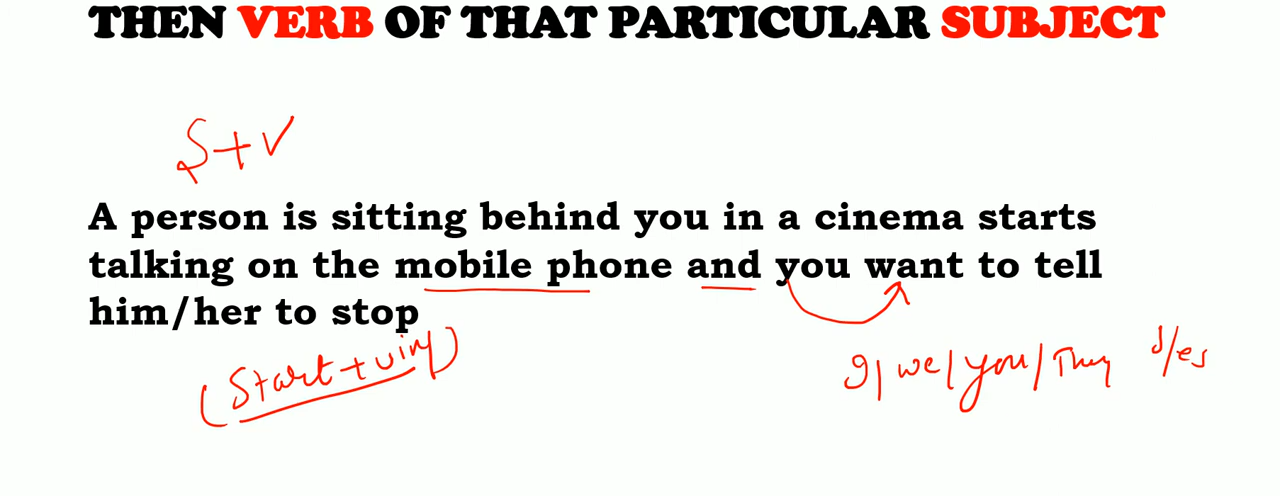 THEN VERB OF THAT PARTICULAR SUBJECT
S+V
A person is sitting behind you in a cinema starts
talking on the mobile phone and you want to tell
him/her to stop
(Start + ving)
I/we/you/They s/es